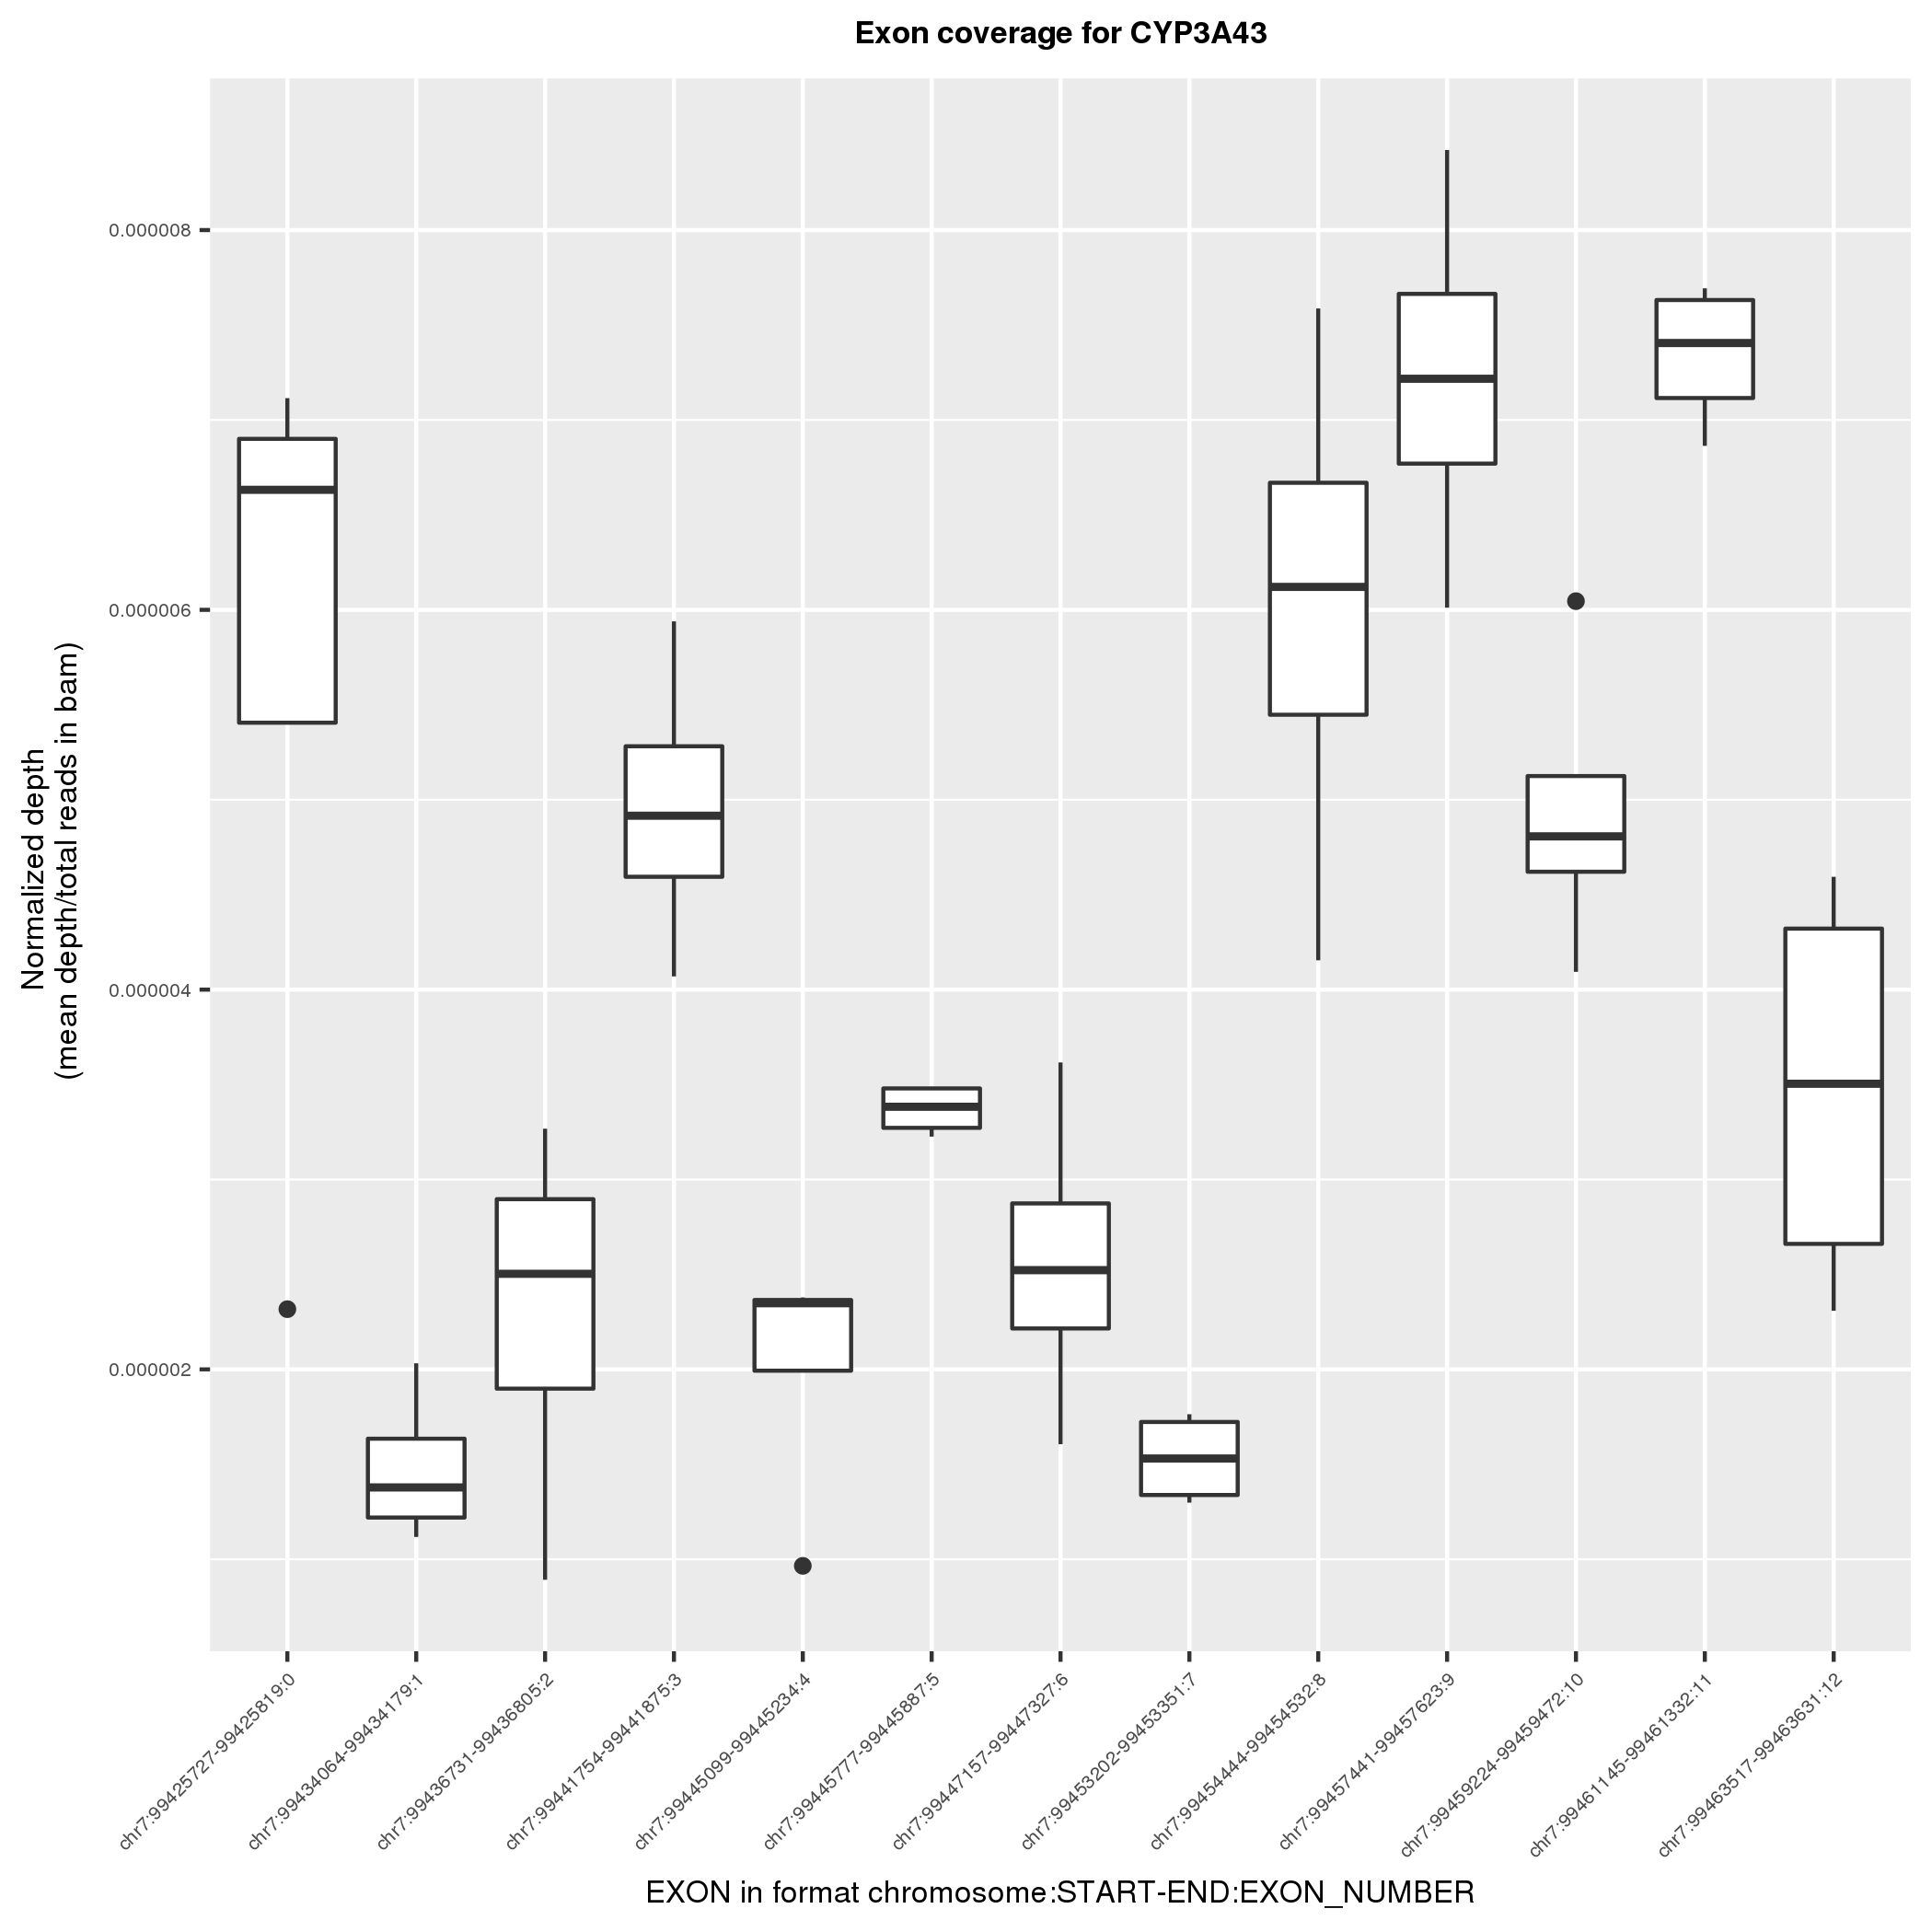 Exon coverage for CYP3A43
Normalized depth
(mean depth/total reads in bam)
0.000008
0.000006
0.000004
0.000002
chr7:99425727-99425819:0
chr7:99434064-99434179:1
chr7:99436731-99436805:2
chr7:99441754-99441875:3
chr7:99445099-99445234:4
chr7:99445777-99445887:5
chr7:99447157-99447327:6
chr7:99453202-99453351:7
chr7:99454444-99454532:8
chr7:99457441-99457623:9
chr7:99459224-99459472:10
chr7:99461145-99461332:11
chr7:99463517-99463631:12
EXON in format chromosome:START-END:EXON_NUMBER